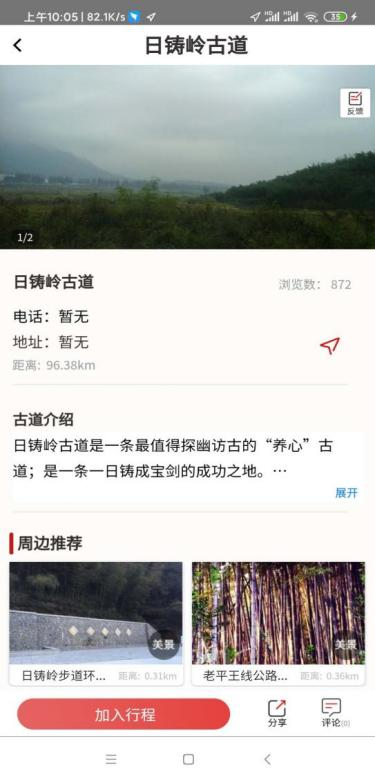 上午10:05 | 82.1K/s
HD HD 35
日铸岭古道
反馈
1/2
日铸岭古道
浏览数： 872
电话：暂无
地址：暂无
距离: 96.38km
古道介绍
日铸岭古道是一条最值得探幽访古的“养心”古
道；是一条一日铸成宝剑的成功之地。…
展开
周边推荐
美景
美景
日铸岭步道环...
距离: 0.31km
老平王线公路...
距离: 0.36km
加入行程
分享
评论(0)